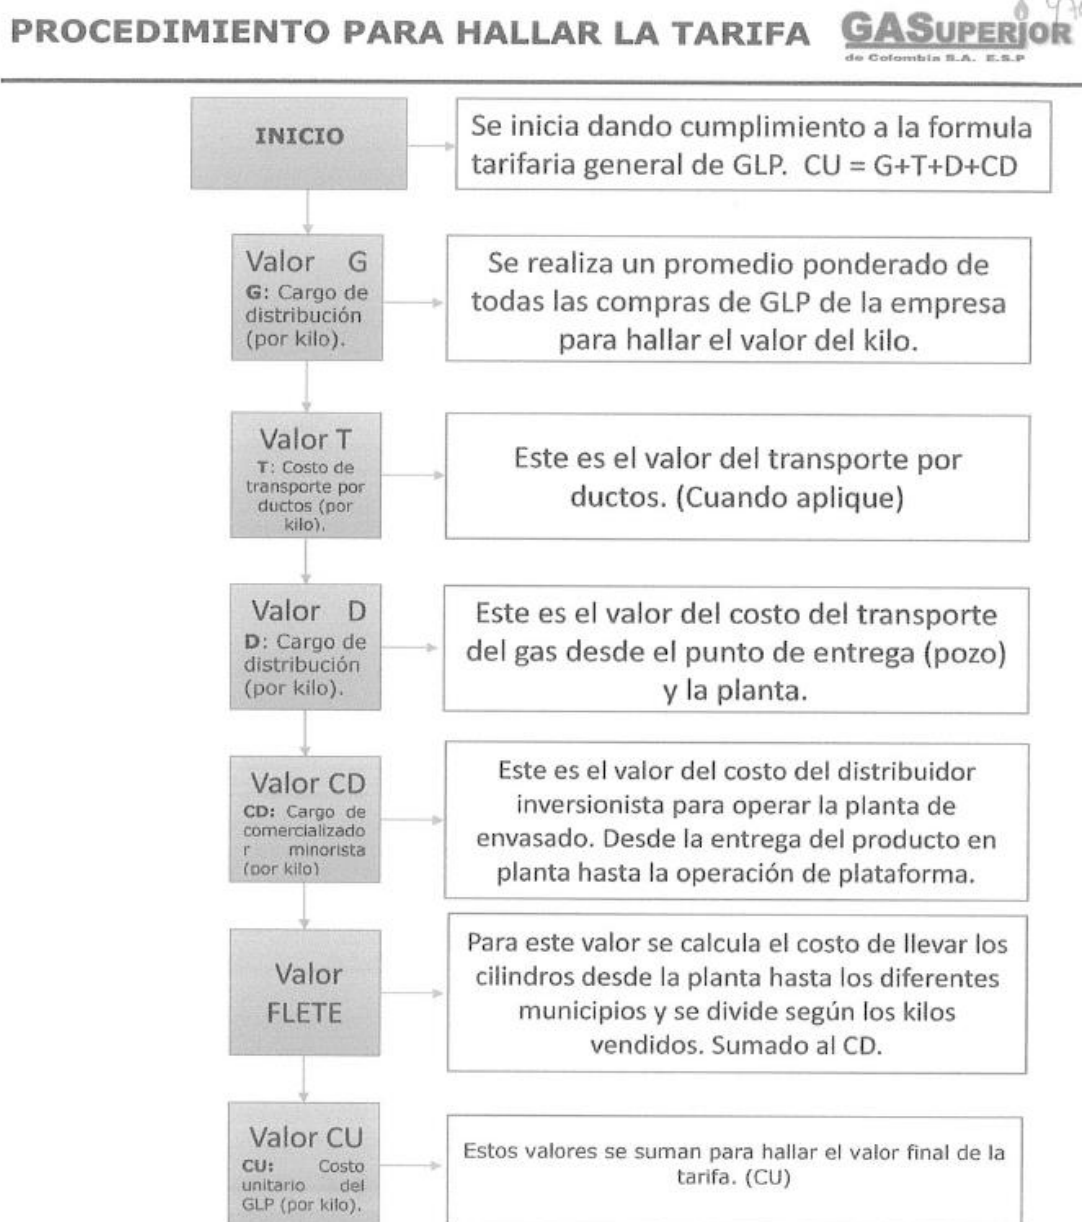 PROCEDIMIENTO PARA HALLAR LA TARIFA
GASUPERIOR
de Colombia S.A. E.S.P
INICIO
Se inicia dando cumplimiento a la formula
tarifaria general de GLP. CU = G+T+D+CD
Valor G
G: Cargo de
distribución
(por kilo).
Se realiza un promedio ponderado de
todas las compras de GLP de la empresa
para hallar el valor del kilo.
Valor T
T: Costo de
transporte por
ductos (por
kilo).
Este es el valor del transporte por
ductos. (Cuando aplique)
Valor D
D: Cargo de
distribución
(por kilo).
Este es el valor del costo del transporte
del gas desde el punto de entrega (pozo)
y la planta.
Valor CD
CD: Cargo de
comercializado
r minorista
(por kilo)
Este es el valor del costo del distribuidor
inversionista para operar la planta de
envasado. Desde la entrega del producto en
planta hasta la operación de plataforma.
Valor
FLETE
Para este valor se calcula el costo de llevar los
cilindros desde la planta hasta los diferentes
municipios y se divide según los kilos
vendidos. Sumado al CD.
Valor CU
CU: Costo
unitario del
GLP (por kilo).
Estos valores se suman para hallar el valor final de la
tarifa. (CU)